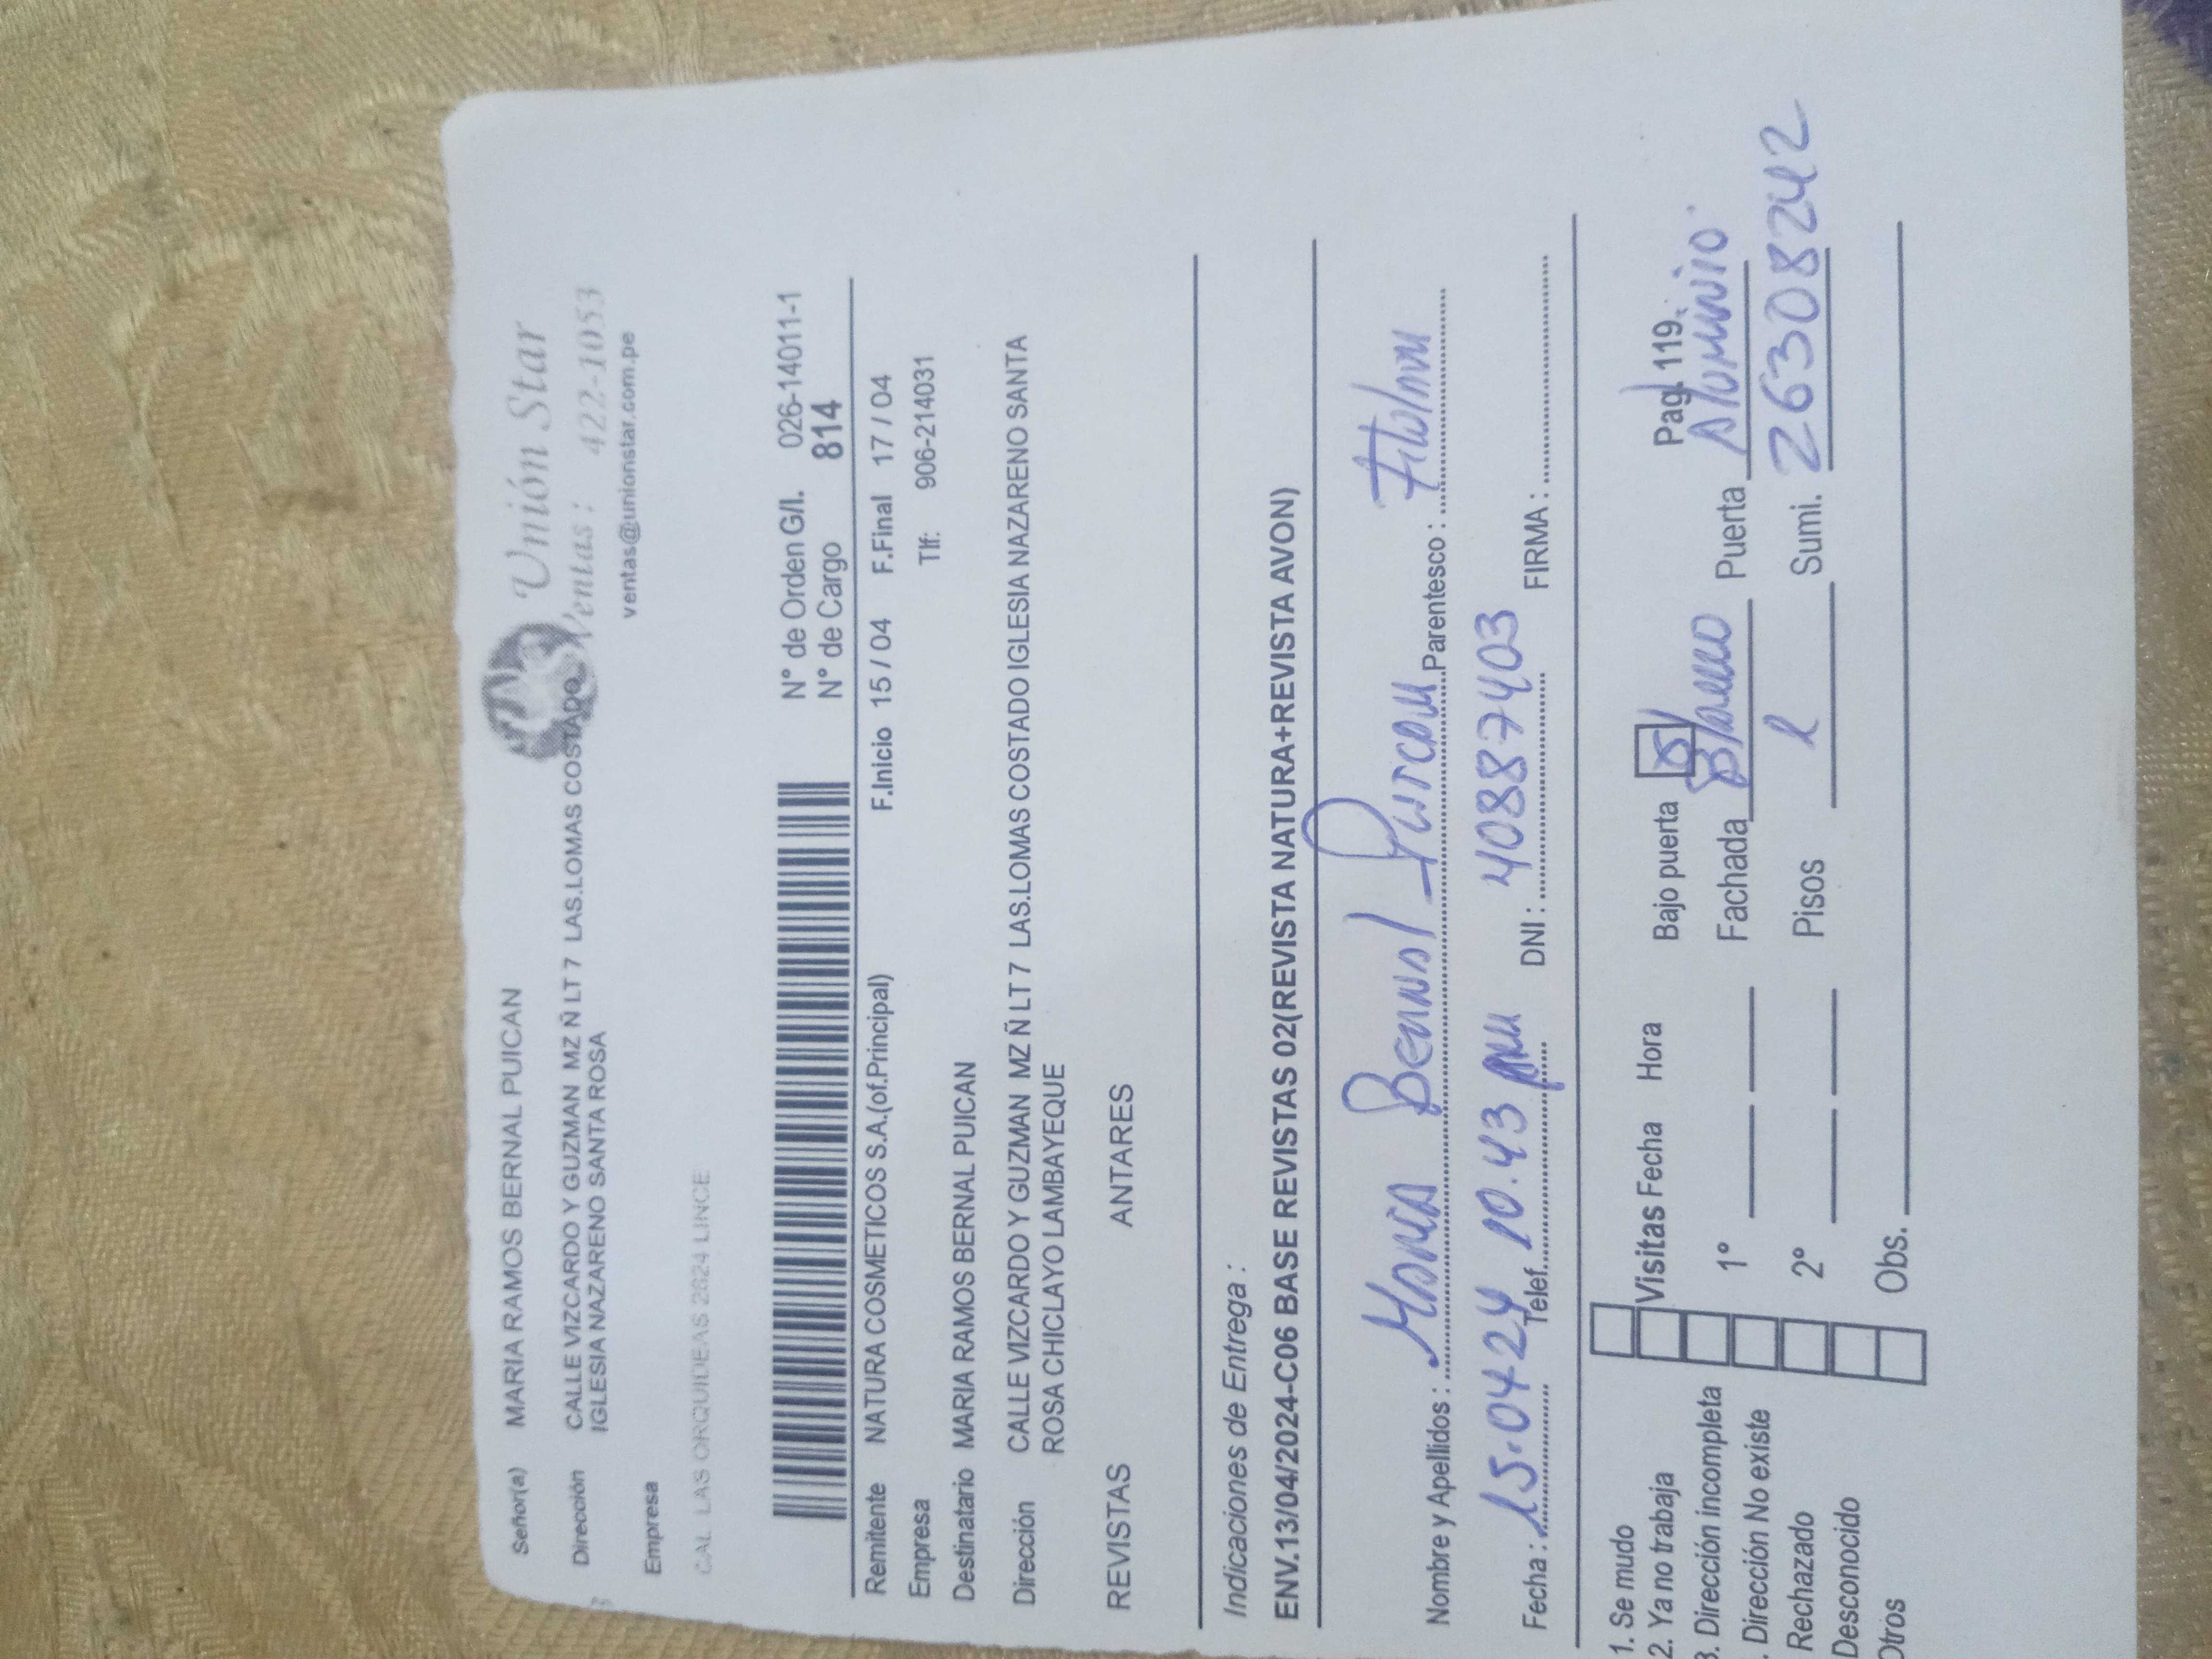 Señor(a) MARIA RAMOS BERNAL PUICAN
Unión Star
Dirección CALLE VIZCARDO Y GUZMAN MZ Ñ LT 7 LAS.LOMAS COSTADO
IGLESIA NAZARENO SANTA ROSA
Ventas : 422-1053
ventas@unionstar.com.pe
Empresa
CAL. LAS ORQUIDEAS 2624 LINCE
N° de Orden G/I. 026-14011-1
N° de Cargo 814
Remitente NATURA COSMETICOS S.A.(of.Principal) F.Inicio 15 / 04 F.Final 17 / 04
Empresa Tlf: 906-214031
Destinatario MARIA RAMOS BERNAL PUICAN
Dirección CALLE VIZCARDO Y GUZMAN MZ Ñ LT 7 LAS.LOMAS COSTADO IGLESIA NAZARENO SANTA
ROSA CHICLAYO LAMBAYEQUE
REVISTAS ANTARES
Indicaciones de Entrega :
ENV.13/04/2024-C06 BASE REVISTAS 02(REVISTA NATURA+REVISTA AVON)
Nombre y Apellidos : Maria Bernal Puican Parentesco : Titular
Fecha : 15.04.24 Telef. 10.43 DNI : 40887403 FIRMA :
1. Se mudo
2. Ya no trabaja Visitas Fecha Hora Bajo puerta Pag. 119
3. Dirección incompleta 1° Fachada Blanco Puerta Aluminio
. Dirección No existe
Rechazado 2° Pisos 1 Sumi. 26308242
Desconocido
Otros Obs.